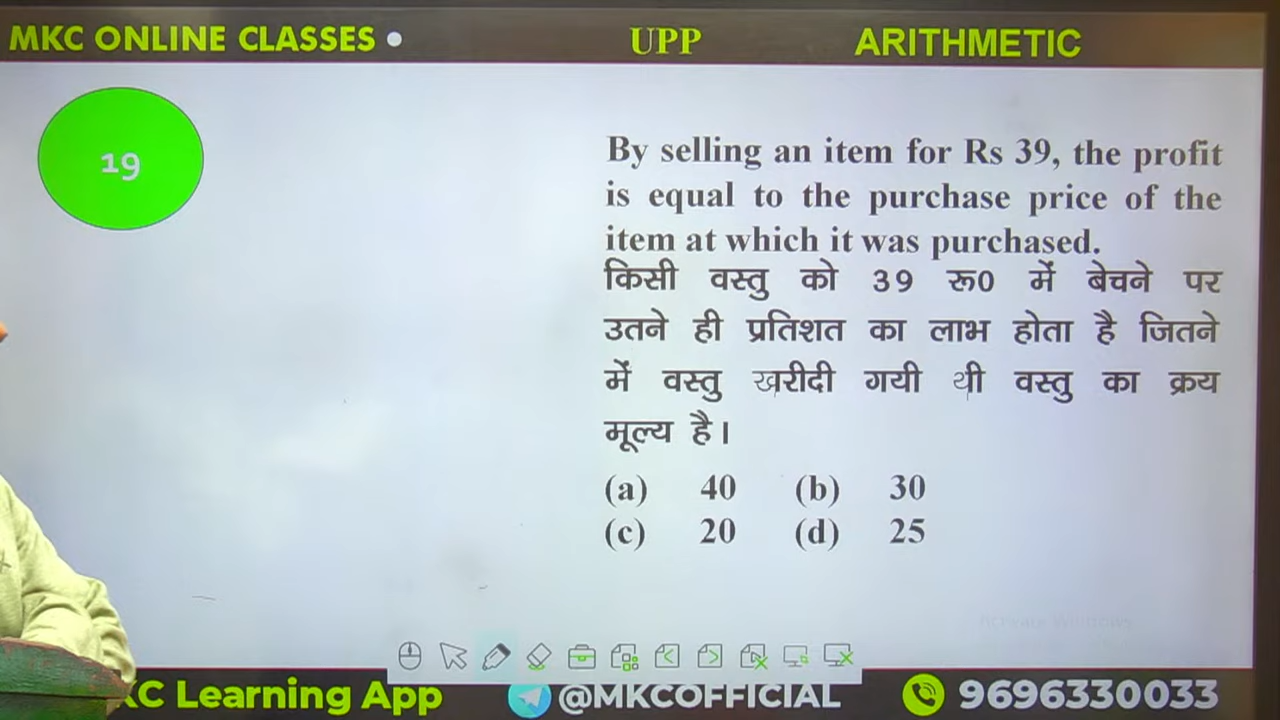 MKC ONLINE CLASSES
UPP
ARITHMETIC
19
By selling an item for Rs 39, the profit
is equal to the purchase price of the
item at which it was purchased.
किसी वस्तु को 39 रू0 में बेचने पर
उतने ही प्रतिशत का लाभ होता है जितने
में वस्तु खरीदी गयी थी वस्तु का क्रय
मूल्य है।
(a) 40 (b) 30
(c) 20 (d) 25
KC Learning App
@MKCOFFICIAL
9696330033